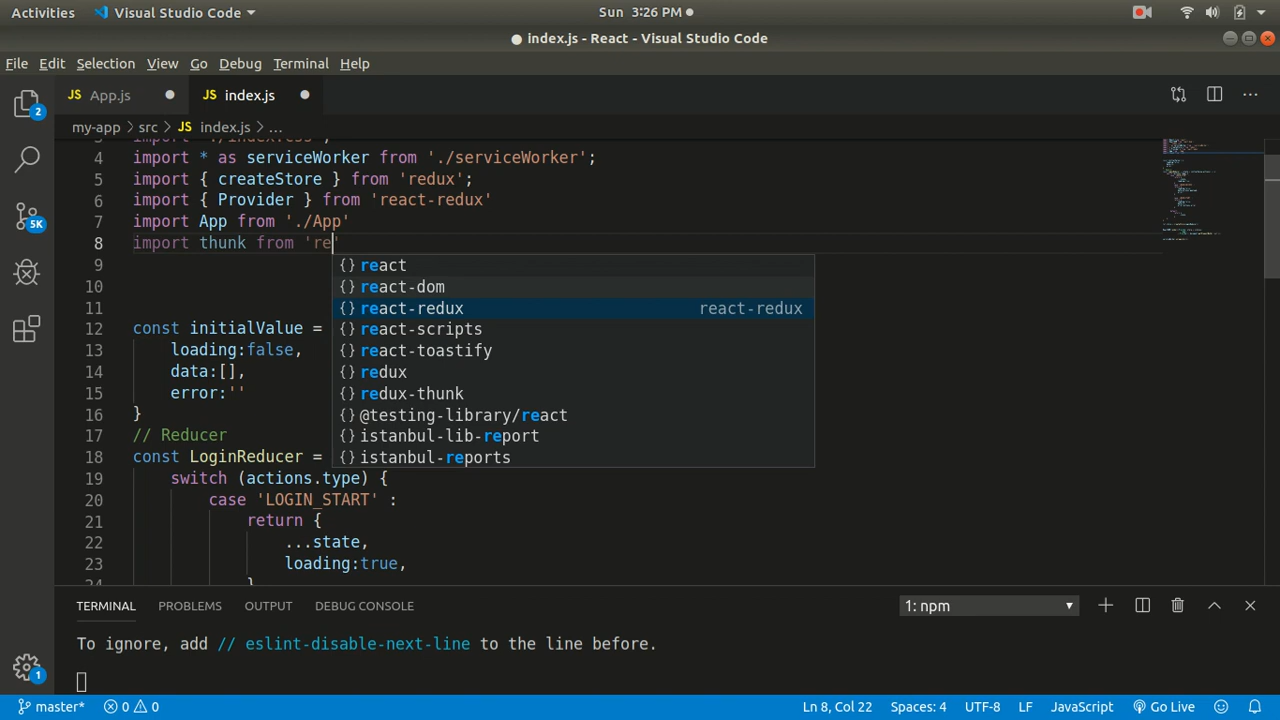 Activities Visual Studio Code Sun 3:26 PM
index.js - React - Visual Studio Code
File Edit Selection View Go Debug Terminal Help
2 JS App.js JS index.js
my-app > src > JS index.js > ...
4 import * as serviceWorker from './serviceWorker';
5 import { createStore } from 'redux';
6 import { Provider } from 'react-redux'
7 import App from './App'
8 import thunk from 're'
9 {} react
10 {} react-dom
11 {} react-redux react-redux
12 const initialValue = {} react-scripts
13 loading:false, {} react-toastify
14 data:[], {} redux
15 error:'' {} redux-thunk
16 } {} @testing-library/react
17 // Reducer {} istanbul-lib-report
18 const LoginReducer = {} istanbul-reports
19 switch (actions.type) {
20 case 'LOGIN_START' :
21 return {
22 ...state,
23 loading:true,
24 }
5K
TERMINAL PROBLEMS OUTPUT DEBUG CONSOLE 1: npm
To ignore, add // eslint-disable-next-line to the line before.
1
master* 0 0 Ln 8, Col 22 Spaces: 4 UTF-8 LF JavaScript Go Live